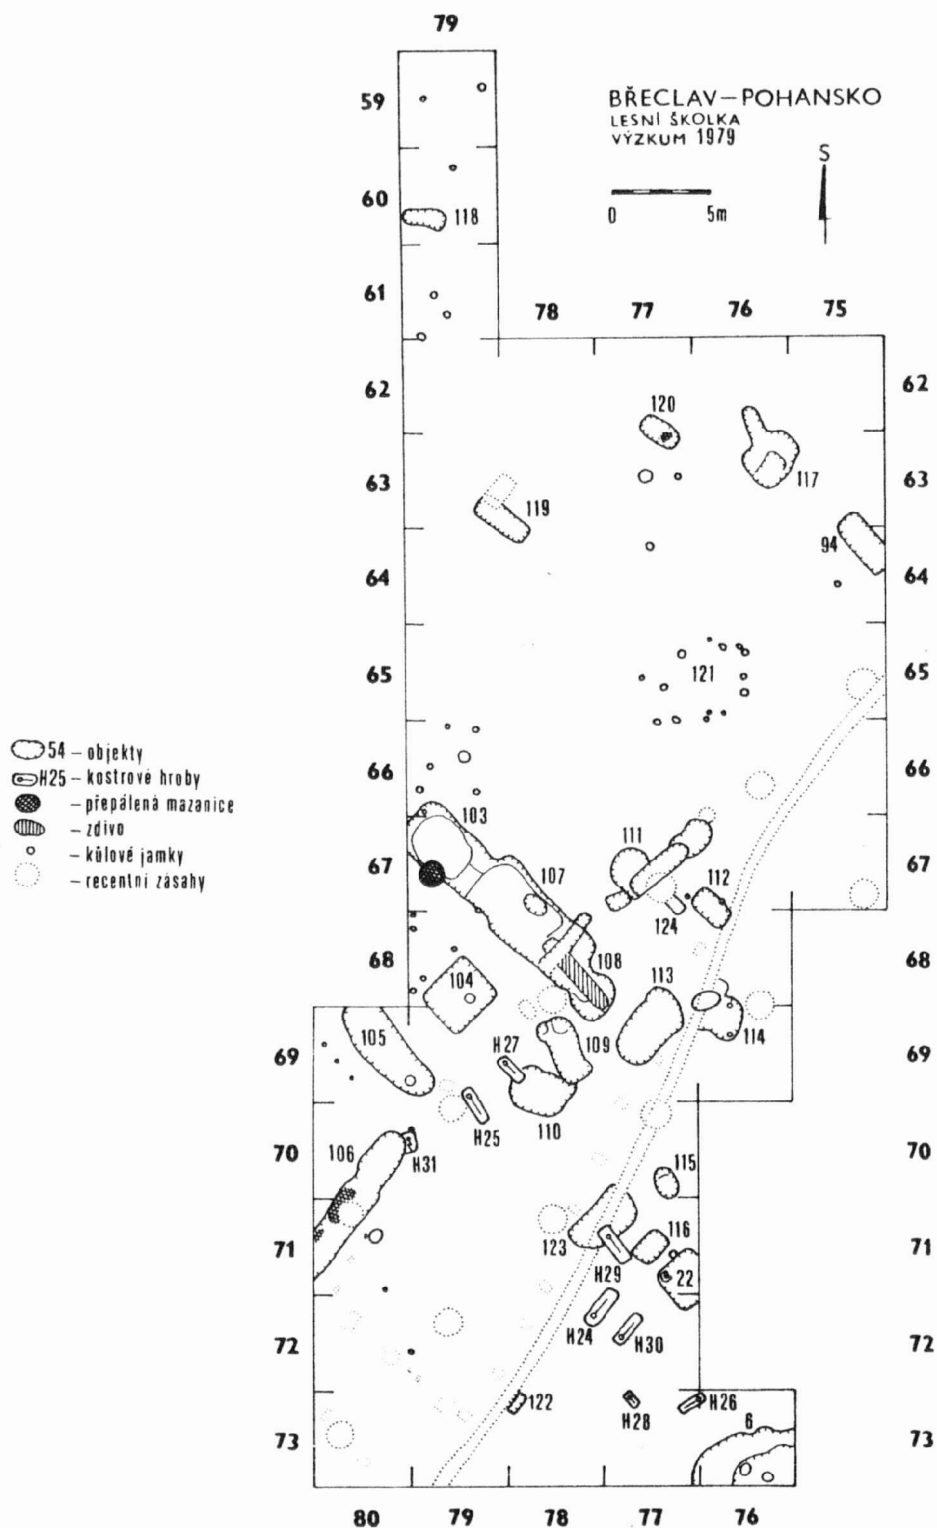 79
59
BŘECLAV–POHANSKO
LESNÍ ŠKOLKA
VÝZKUM 1979
S
0 5m
60
118
61
78 77 76 75
62 62
120
63 63
117
119
94
64 64
65 65
121
54 – objekty
H25 – kostrové hroby
– přepálená mazanice
– zdivo
– kůlové jamky
– recentní zásahy
66 66
103
111
67 67
107
112
124
68 68
108
104
113
105
114
69 69
H27
109
H25
110
70 70
106
H31
115
116
71 71
123
H29
22
H24
H30
72 72
122
H28
H26
6
73 73
80 79 78 77 76